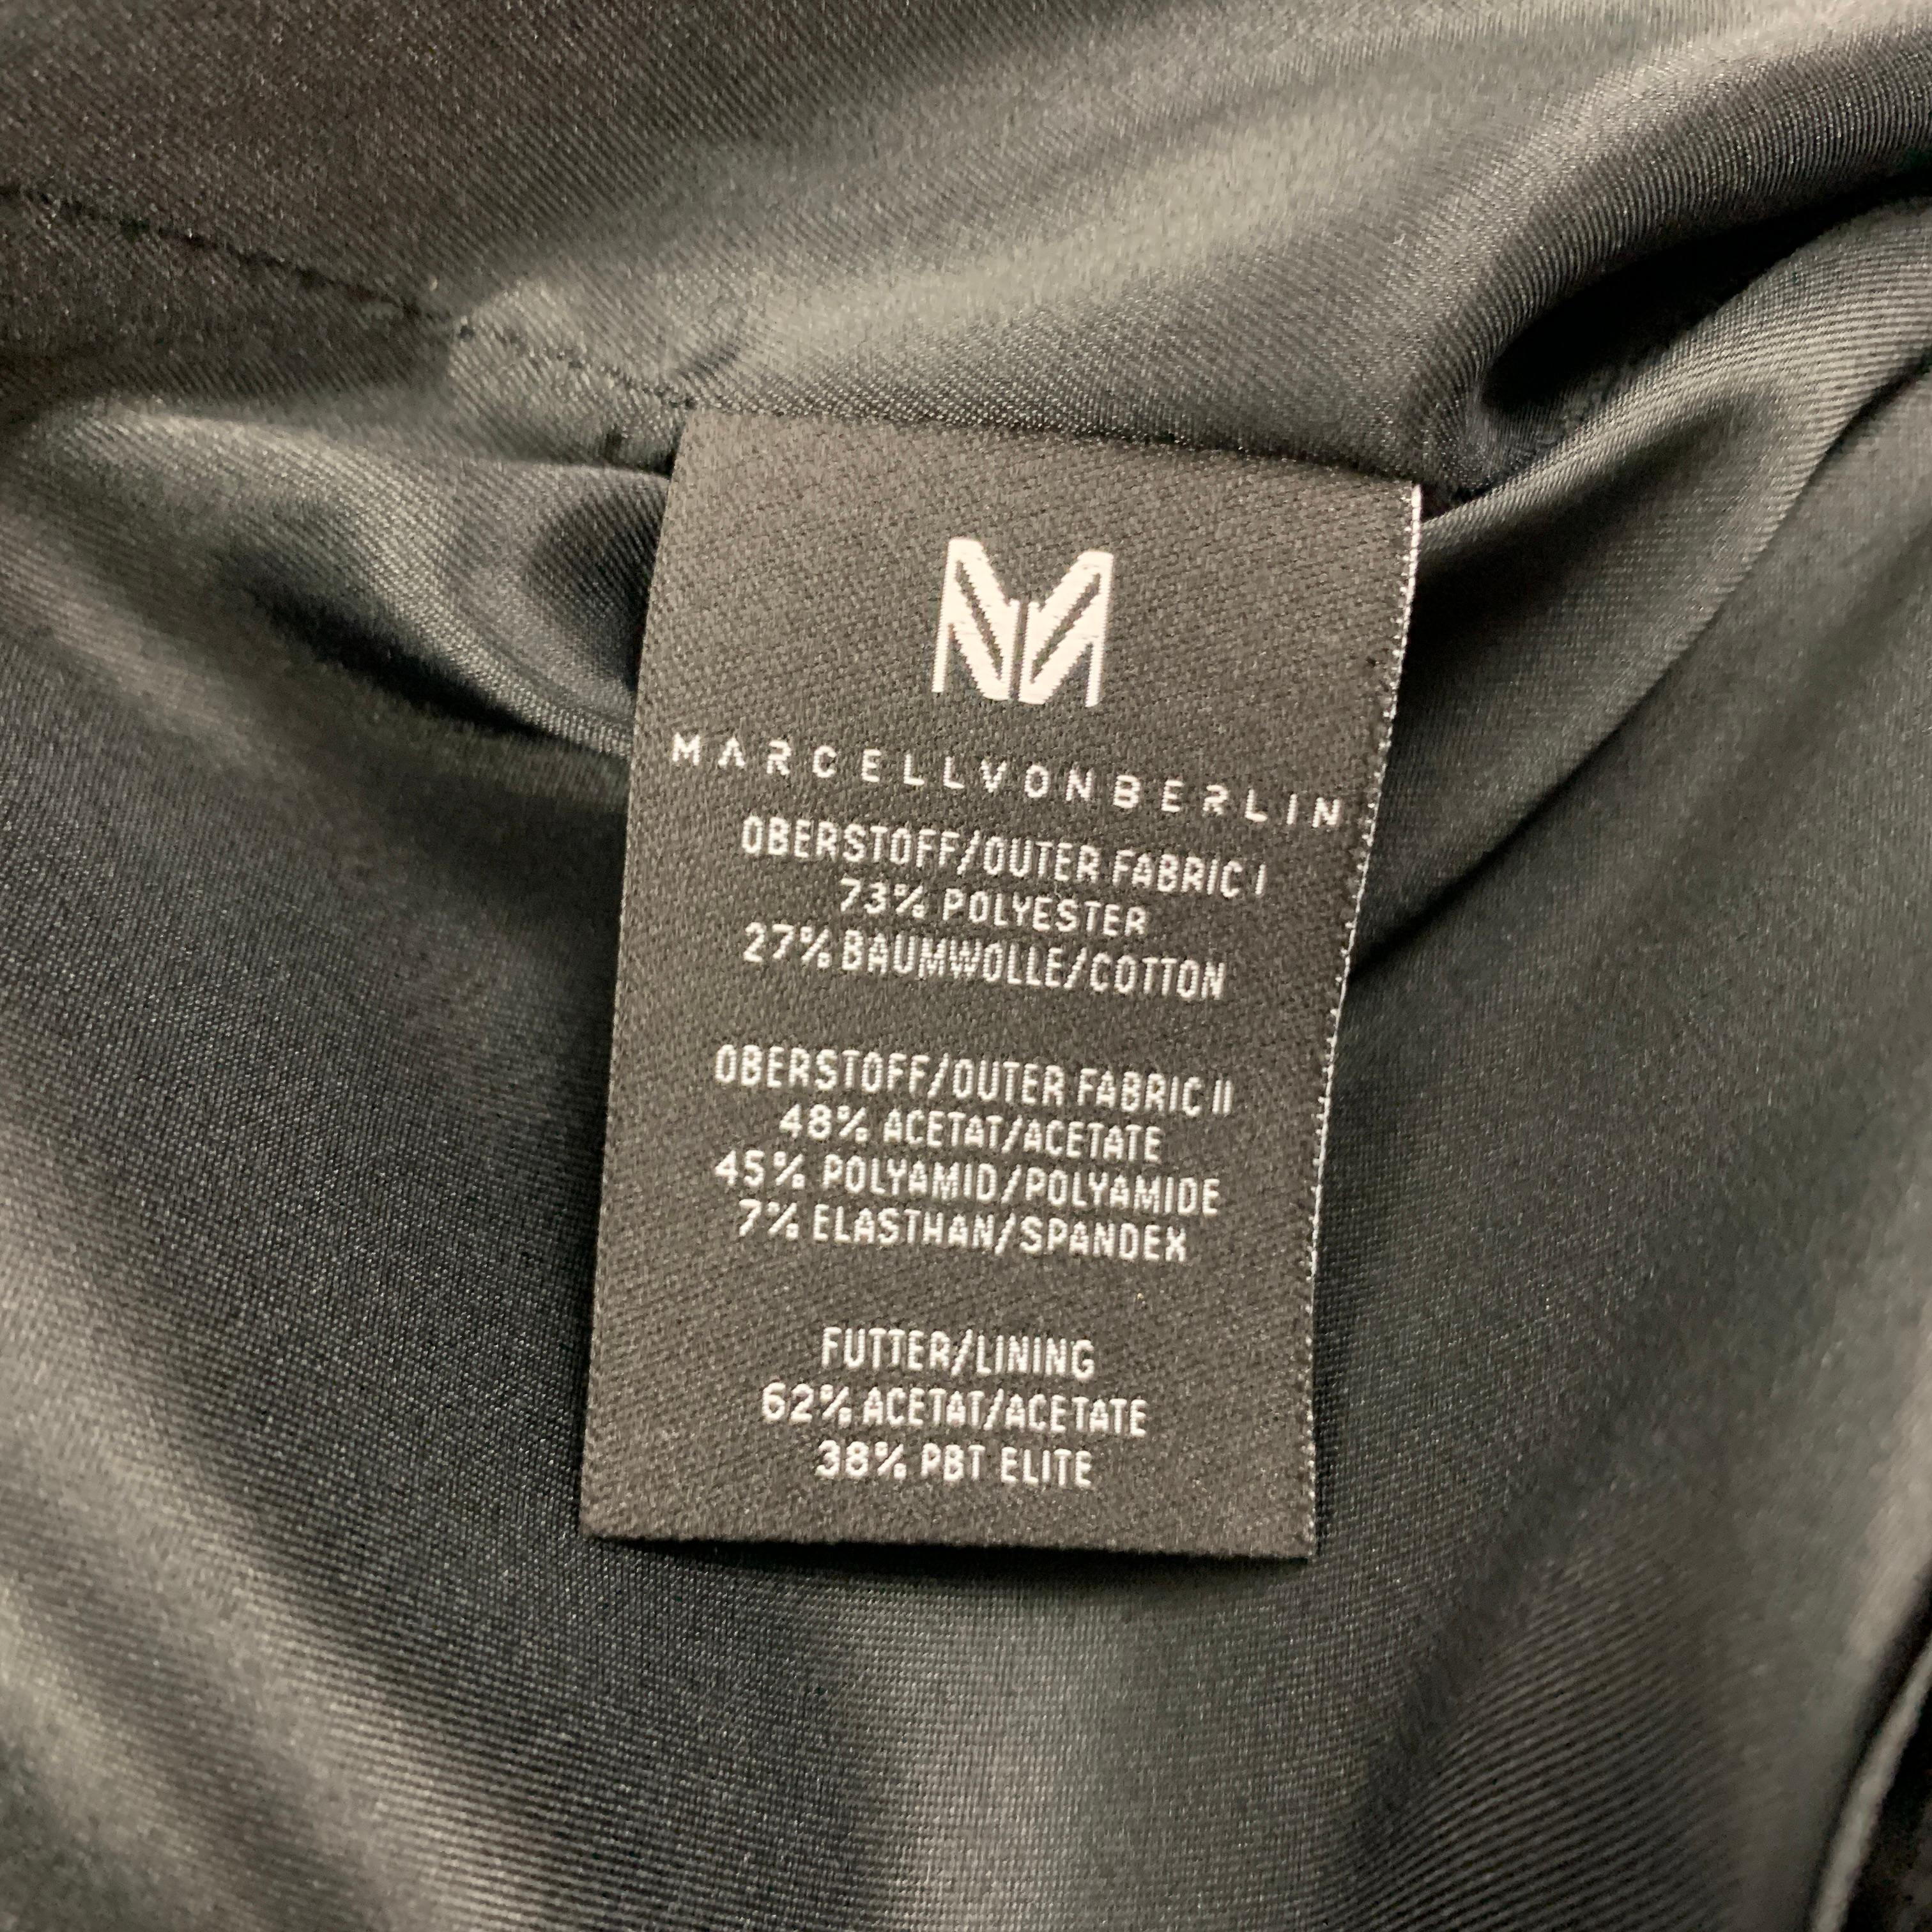 MARCELLVONBERLIN
OBERSTOFF/OUTER FABRIC I
73% POLYESTER
27% BAUMWOLLE/COTTON
OBERSTOFF/OUTER FABRIC II
48% ACETAT/ACETATE
45% POLYAMID/POLYAMIDE
7% ELASTHAN/SPANDEX
FUTTER/LINING
62% ACETAT/ACETATE
38% PBT ELITE